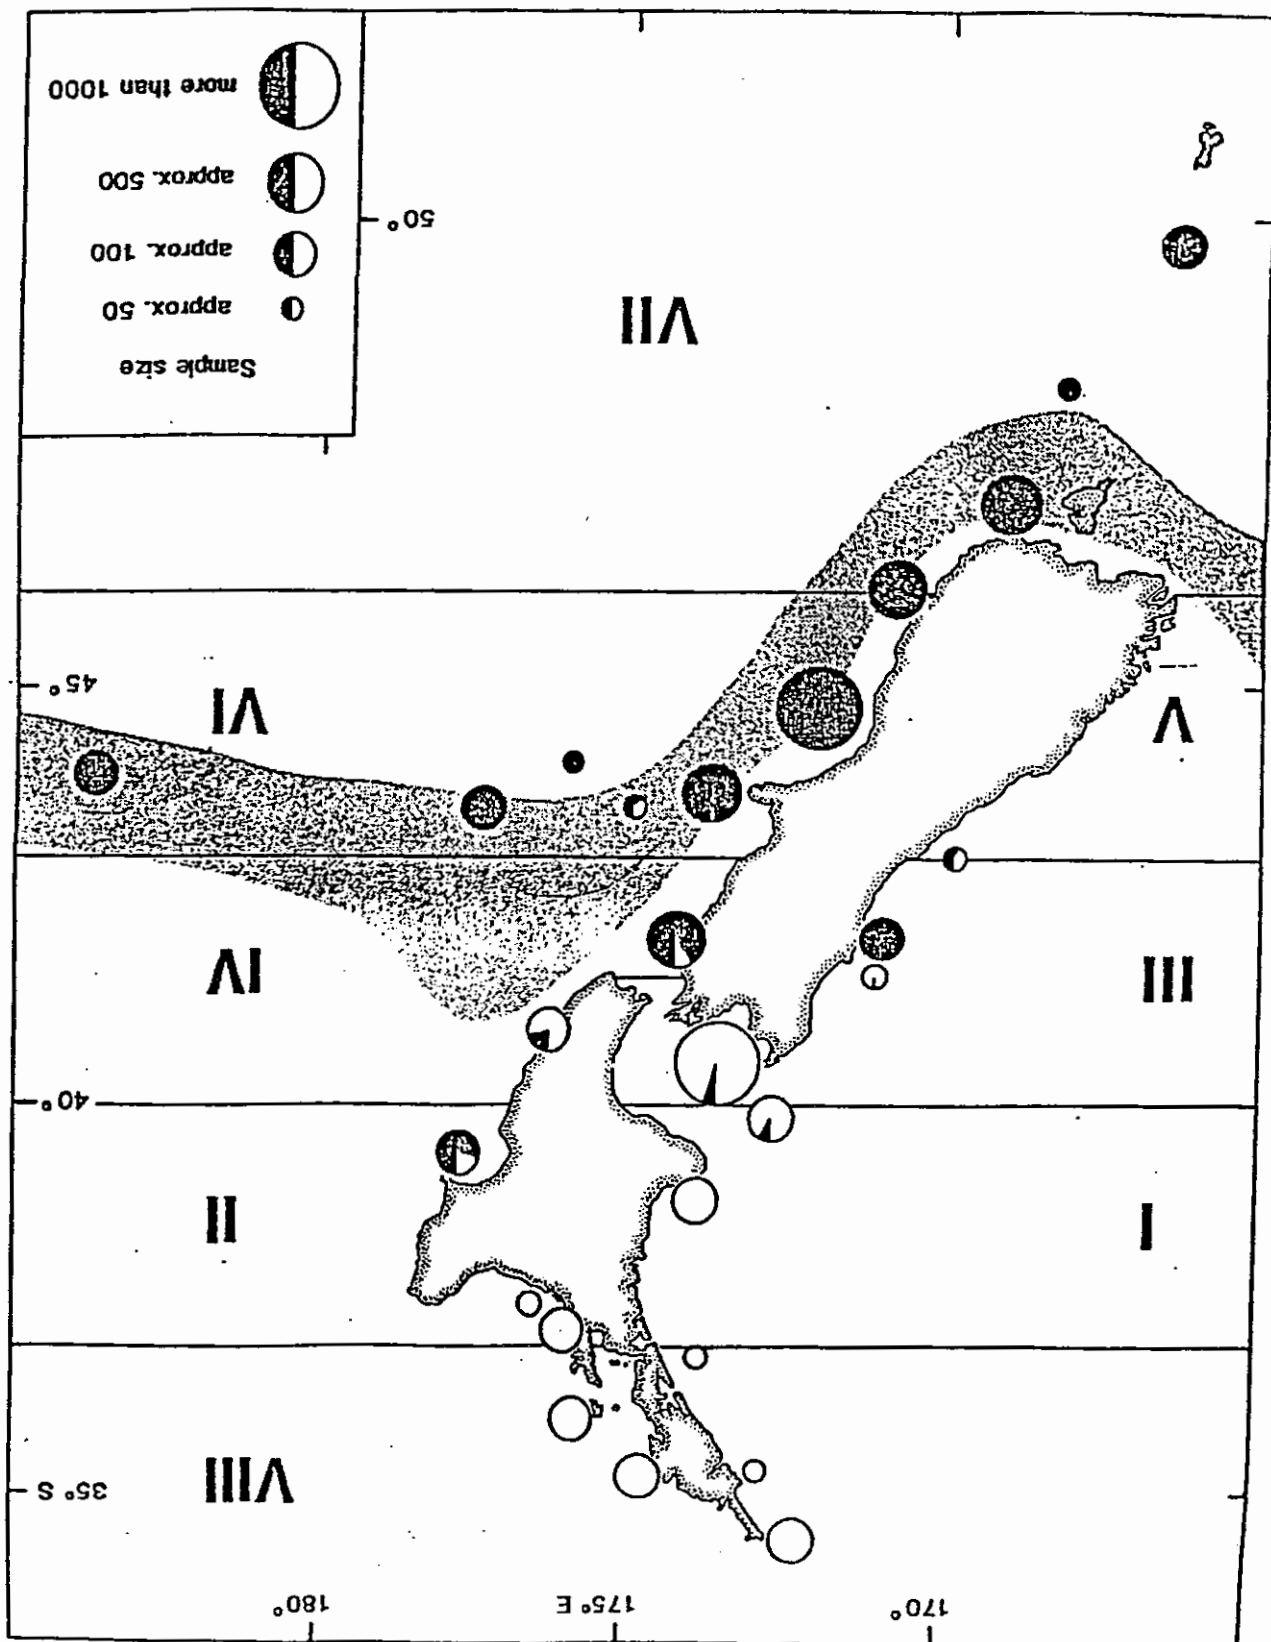 170°
175° E
180°
VIII
35° S
I
II
40°
III
IV
V
VI
45°
VII
50°
Sample size
approx. 50
approx. 100
approx. 500
more than 1000